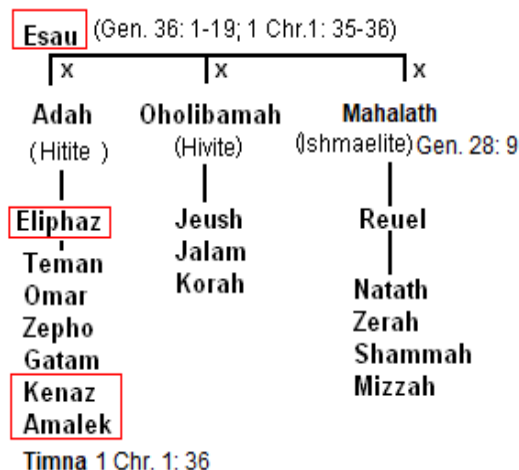 Esau (Gen. 36: 1-19; 1 Chr.1: 35-36)
x x x
Adah Oholibamah Mahalath
(Hitite ) (Hivite) (Ishmaelite) Gen. 28: 9
Eliphaz Jeush Reuel
Teman Jalam
Omar Korah Natath
Zepho Zerah
Gatam Shammah
Kenaz Mizzah
Amalek
Timna 1 Chr. 1: 36